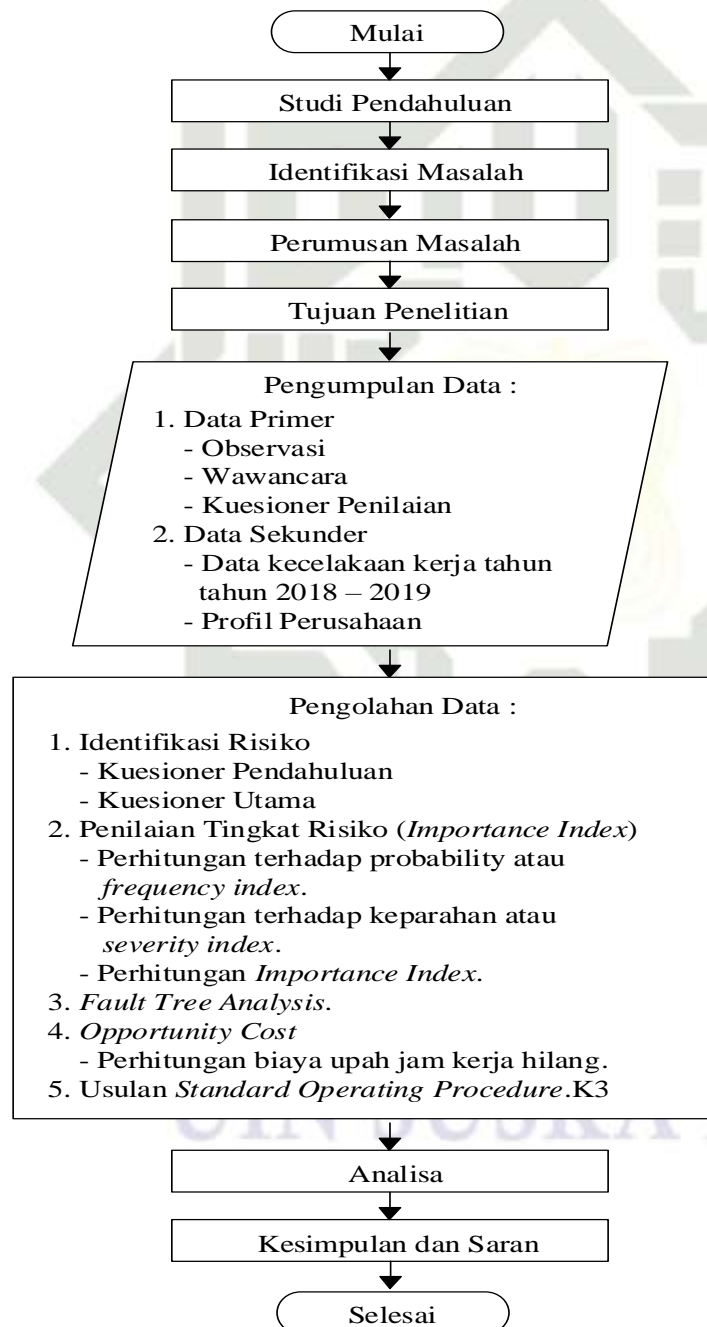 Mulai
Studi Pendahuluan
Identifikasi Masalah
Perumusan Masalah
Tujuan Penelitian
Pengumpulan Data :
1. Data Primer
- Observasi
- Wawancara
- Kuesioner Penilaian
2. Data Sekunder
- Data kecelakaan kerja tahun
tahun 2018 – 2019
- Profil Perusahaan
Pengolahan Data :
1. Identifikasi Risiko
- Kuesioner Pendahuluan
- Kuesioner Utama
2. Penilaian Tingkat Risiko (Importance Index)
- Perhitungan terhadap probability atau
frequency index.
- Perhitungan terhadap keparahan atau
severity index.
- Perhitungan Importance Index.
3. Fault Tree Analysis.
4. Opportunity Cost
- Perhitungan biaya upah jam kerja hilang.
5. Usulan Standard Operating Procedure.K3
UIN SUSKA
Analisa
Kesimpulan dan Saran
Selesai